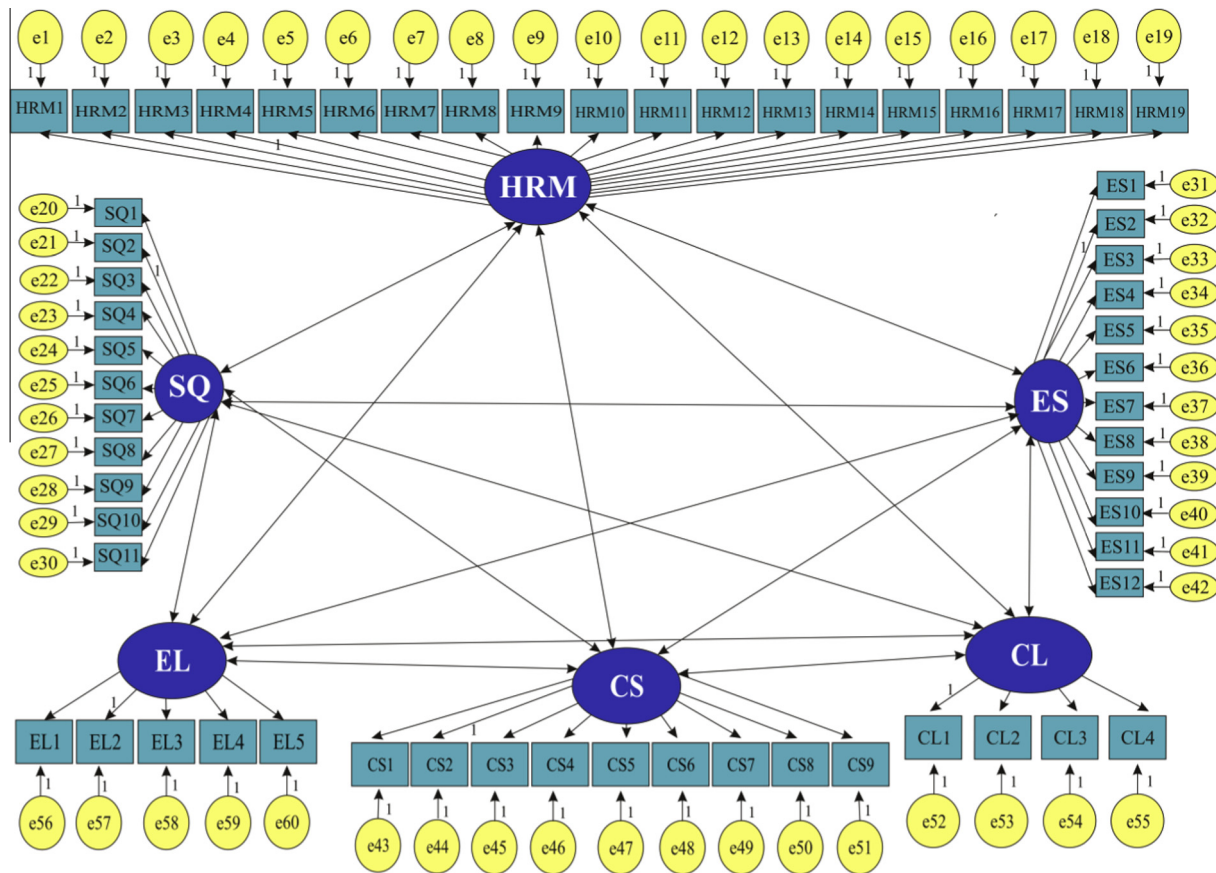 e1 e2 e3 e4 e5 e6 e7 e8 e9 e10 e11 e12 e13 e14 e15 e16 e17 e18 e19
1 1 1 1 1 1 1 1 1 1 1 1 1 1 1 1 1 1 1
HRM1 HRM2 HRM3 HRM4 HRM5 HRM6 HRM7 HRM8 HRM9 HRM10 HRM11 HRM12 HRM13 HRM14 HRM15 HRM16 HRM17 HRM18 HRM19
1
HRM
e20 1 SQ1
e21 1 SQ2
1
e22 1 SQ3
e23 1 SQ4
e24 1 SQ5
e25 1 SQ6
e26 1 SQ7
e27 1 SQ8
e28 1 SQ9
e29 1 SQ10
e30 1 SQ11
SQ
ES1 1 e31
ES2 1 e32
1
ES3 1 e33
ES4 1 e34
ES5 1 e35
ES6 1 e36
ES7 1 e37
ES8 1 e38
ES9 1 e39
ES10 1 e40
ES11 1 e41
ES12 1 e42
ES
EL
1
EL1 EL2 EL3 EL4 EL5
1 1 1 1 1
e56 e57 e58 e59 e60
CS
1
CS1 CS2 CS3 CS4 CS5 CS6 CS7 CS8 CS9
1 1 1 1 1 1 1 1 1
e43 e44 e45 e46 e47 e48 e49 e50 e51
CL
1
CL1 CL2 CL3 CL4
1 1 1 1
e52 e53 e54 e55